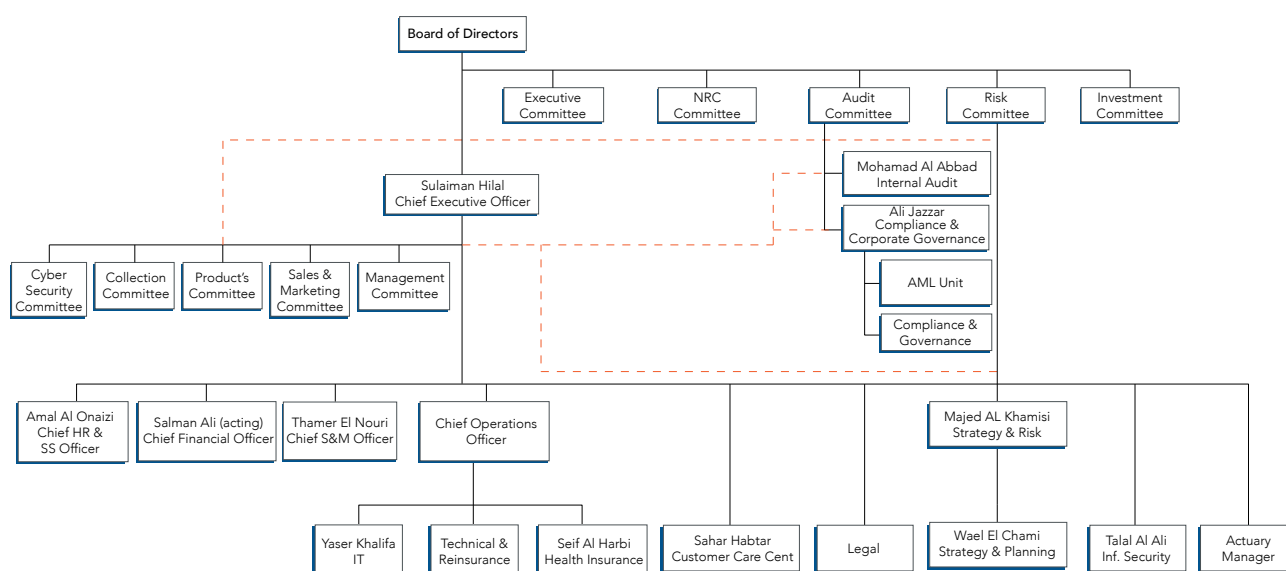 Board of Directors
Executive
Committee
NRC
Committee
Audit
Committee
Risk
Committee
Investment
Committee
Mohamad Al Abbad
Internal Audit
Sulaiman Hilal
Chief Executive Officer
Ali Jazzar
Compliance &
Corporate Governance
Cyber
Security
Committee
Collection
Committee
Product's
Committee
Sales &
Marketing
Committee
Management
Committee
AML Unit
Compliance &
Governance
Amal Al Onaizi
Chief HR &
SS Officer
Salman Ali (acting)
Chief Financial Officer
Thamer El Nouri
Chief S&M Officer
Chief Operations
Officer
Majed AL Khamisi
Strategy & Risk
Yaser Khalifa
IT
Technical &
Reinsurance
Seif Al Harbi
Health Insurance
Sahar Habtar
Customer Care Cent
Legal
Wael El Chami
Strategy & Planning
Talal Al Ali
Inf. Security
Actuary
Manager